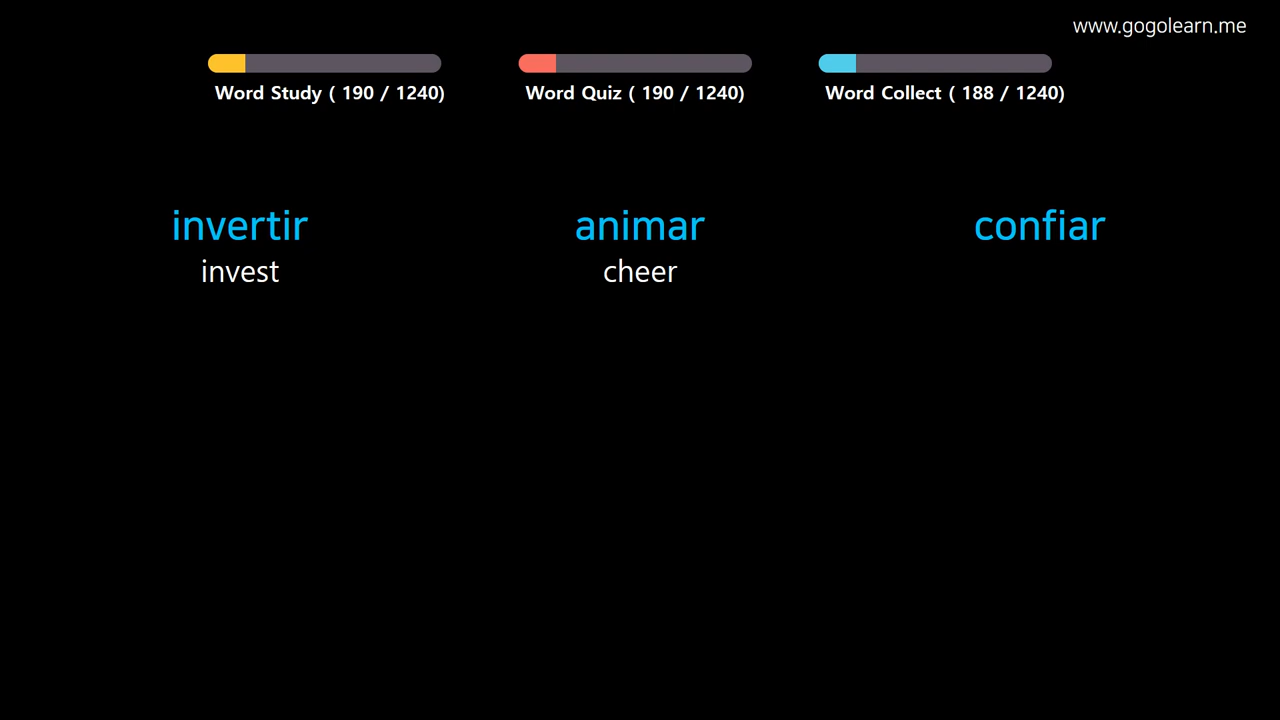 www.gogolearn.me
Word Study ( 190 / 1240)
Word Quiz ( 190 / 1240)
Word Collect ( 188 / 1240)
invertir
invest
animar
cheer
confiar